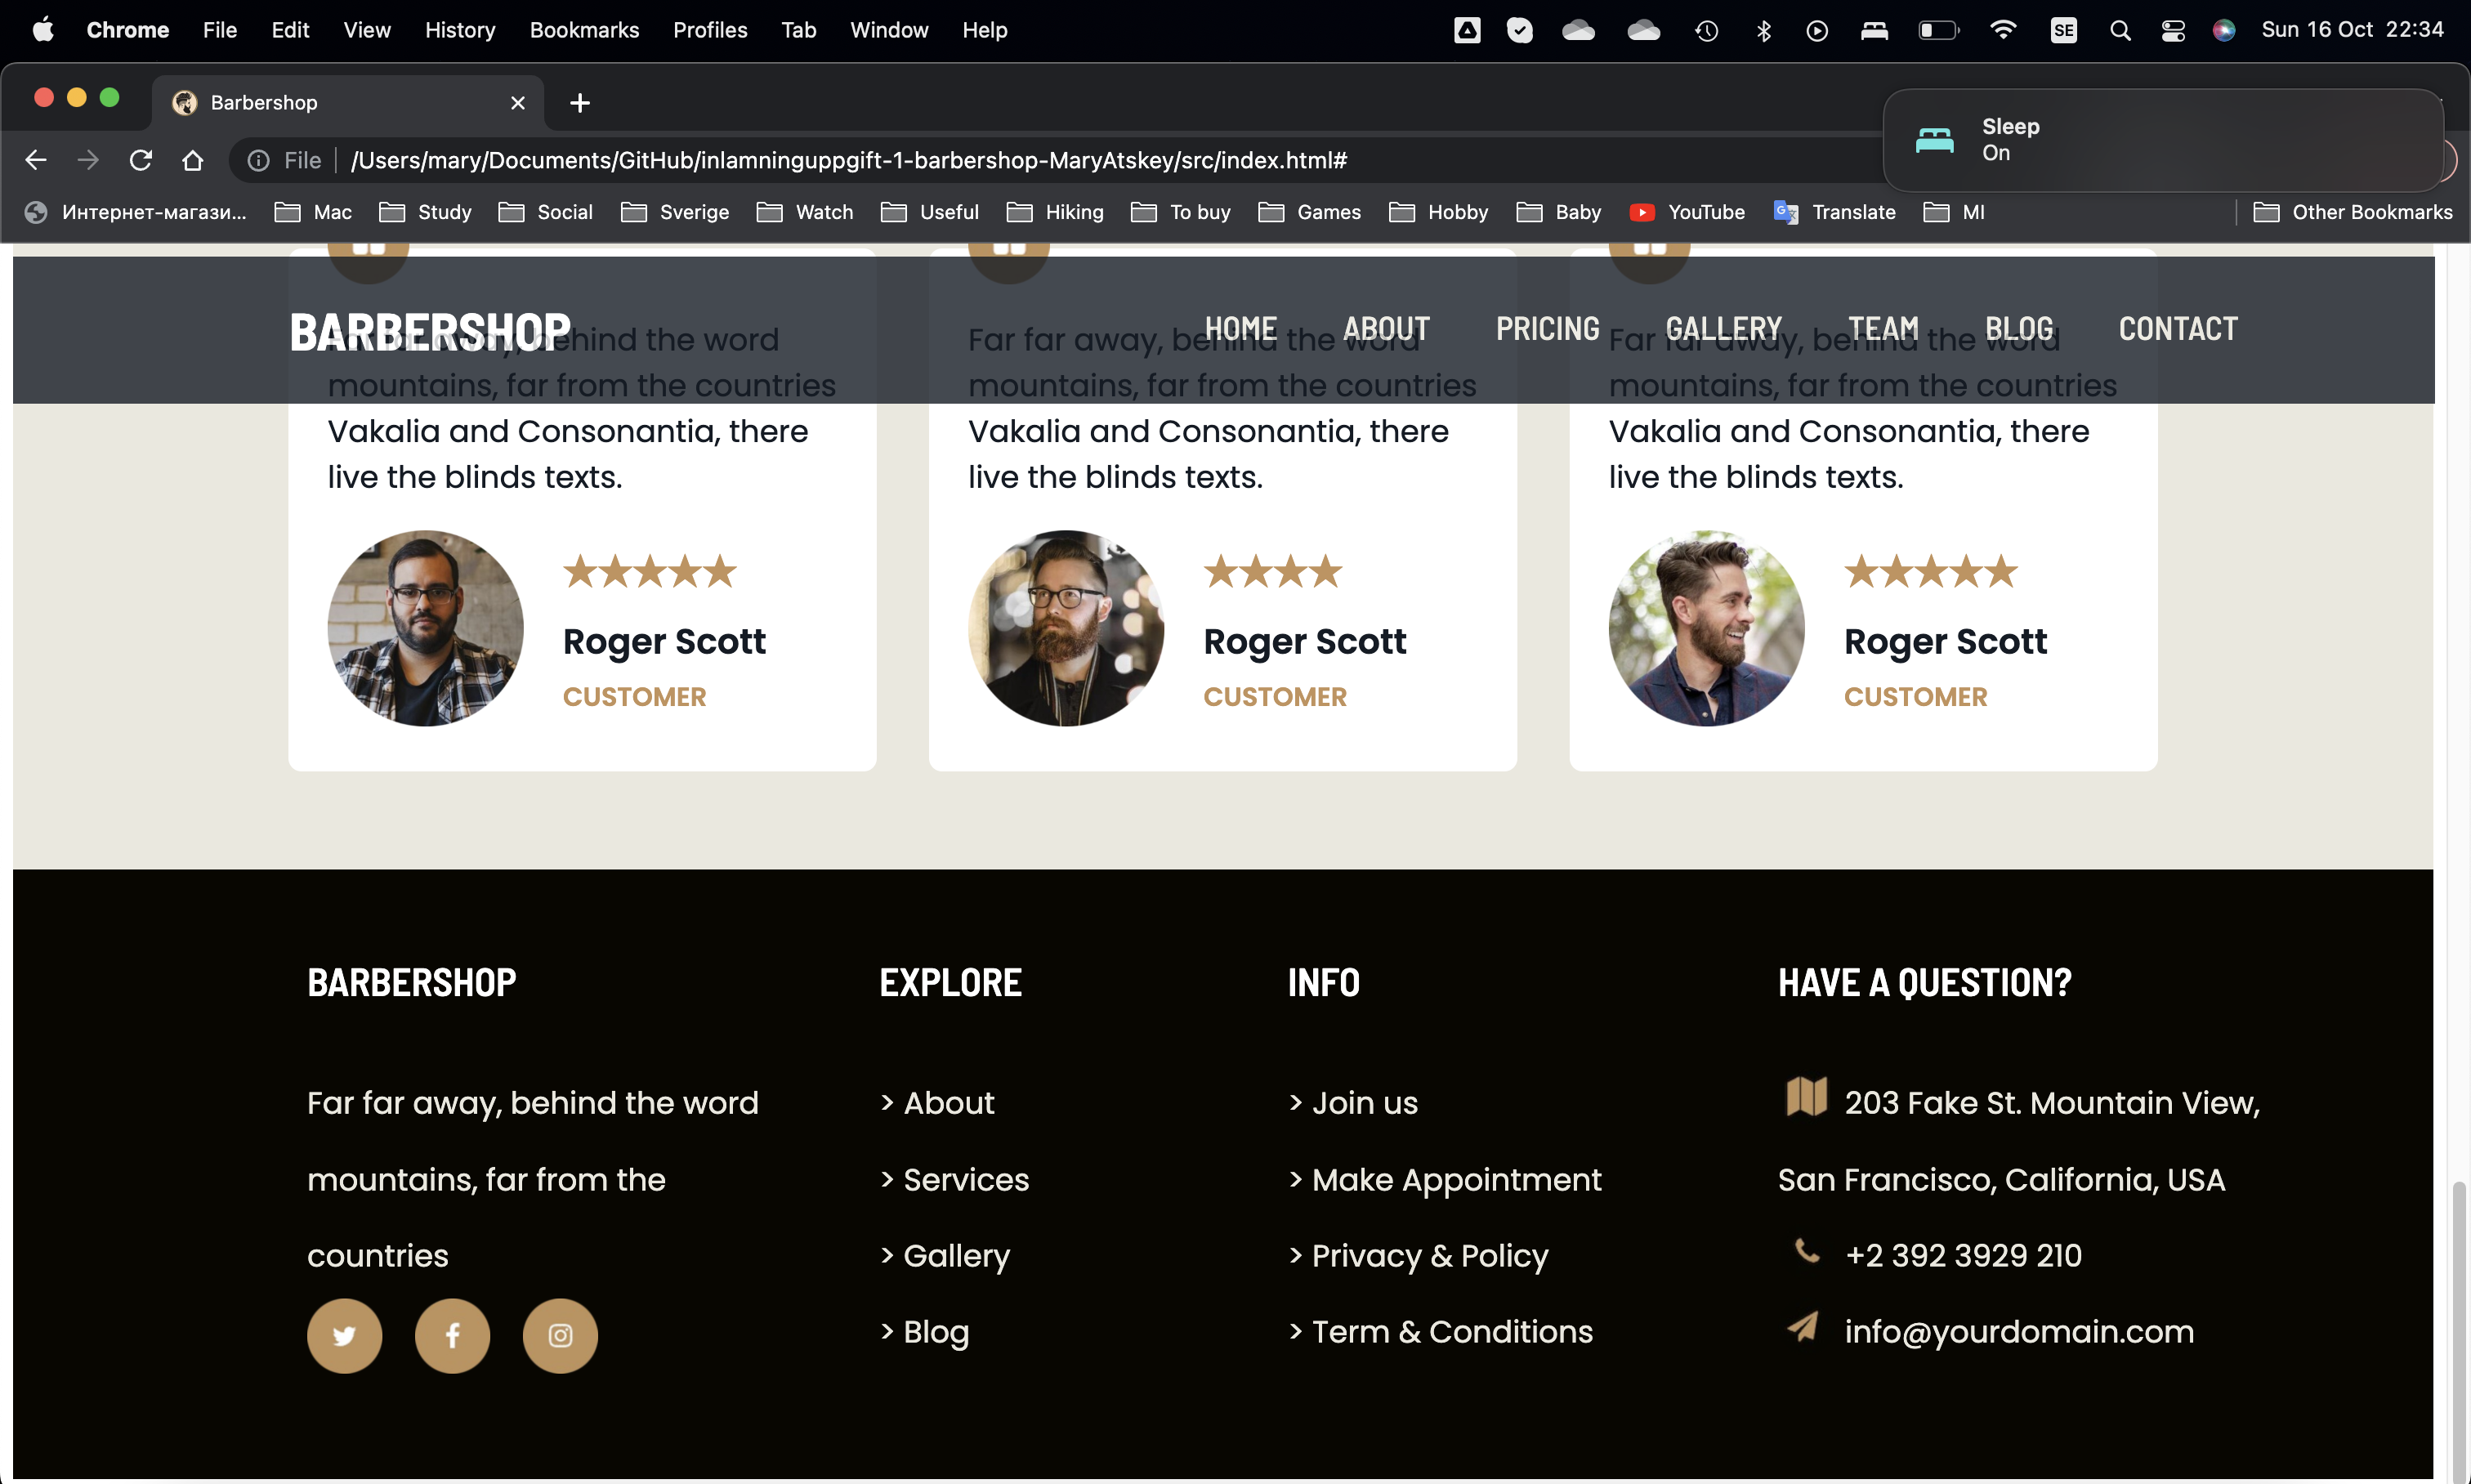 Chrome File Edit View History Bookmarks Profiles Tab Window Help SE Sun 16 Oct 22:34
Barbershop
Sleep
On
File /Users/mary/Documents/GitHub/inlamninguppgift-1-barbershop-MaryAtskey/src/index.html#
Интернет-магази... Mac Study Social Sverige Watch Useful Hiking To buy Games Hobby Baby YouTube Translate MI Other Bookmarks
BARBERSHOP HOME ABOUT PRICING GALLERY TEAM BLOG CONTACT
Far far away, behind the word
mountains, far from the countries
Vakalia and Consonantia, there
live the blinds texts.
★★★★★
Roger Scott
CUSTOMER
Far far away, behind the word
mountains, far from the countries
Vakalia and Consonantia, there
live the blinds texts.
★★★★
Roger Scott
CUSTOMER
Far far away, behind the word
mountains, far from the countries
Vakalia and Consonantia, there
live the blinds texts.
★★★★★
Roger Scott
CUSTOMER
BARBERSHOP
Far far away, behind the word
mountains, far from the
countries
EXPLORE
> About
> Services
> Gallery
> Blog
INFO
> Join us
> Make Appointment
> Privacy & Policy
> Term & Conditions
HAVE A QUESTION?
203 Fake St. Mountain View,
San Francisco, California, USA
+2 392 3929 210
info@yourdomain.com